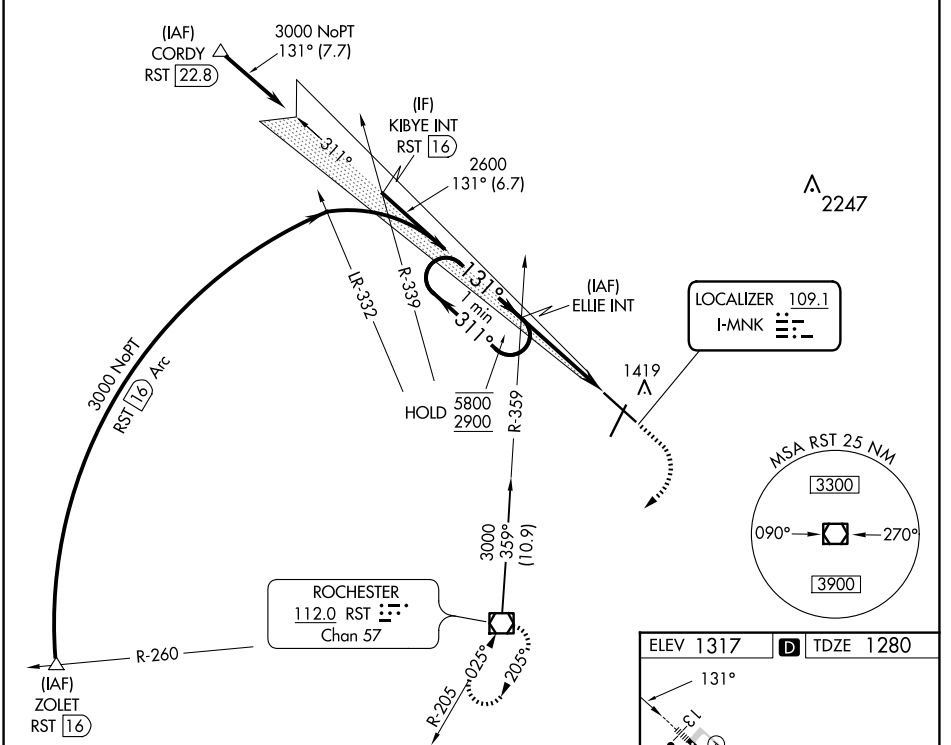 (IAF)
CORDY
RST 22.8
3000 NoPT
131° (7.7)
(IF)
KIBYE INT
RST 16
311°
2600
131° (6.7)
2247
131°
1 min
311°
(IAF)
ELLIE INT
LOCALIZER 109.1
I-MNK
LR-332
R-339
3000 NoPT
RST 16 Arc
HOLD 5800
2900
R-359
1419
MSA RST 25 NM
3300
090°
270°
3900
3000
359°
(10.9)
ROCHESTER
112.0 RST
Chan 57
R-260
(IAF)
ZOLET
RST 16
R-205
025°
205°
ELEV 1317
D
TDZE 1280
131°
13